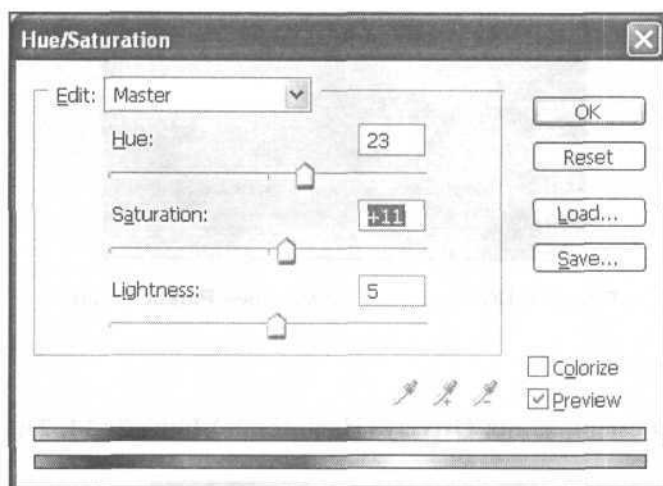 Hue/Saturation
Edit: Master
Hue: 23
Saturation: +11
Lightness: 5
OK
Reset
Load...
Save...
Colorize
Preview